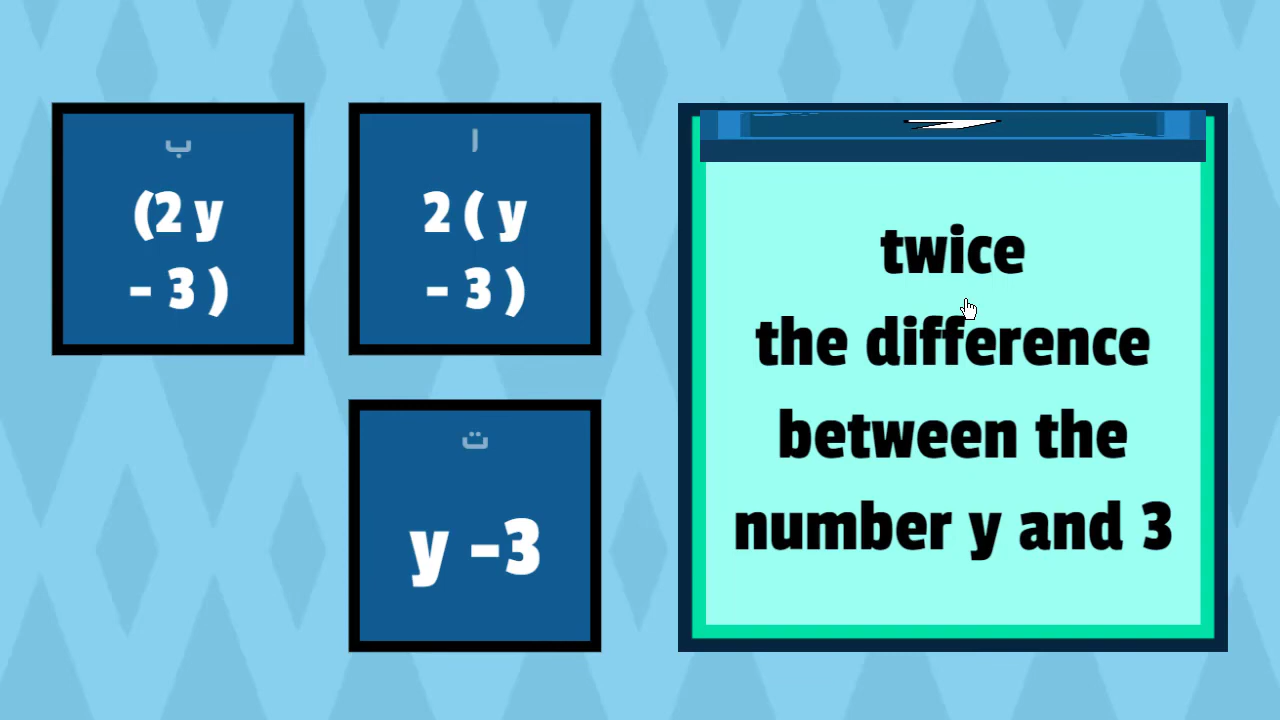 ب
(2 y
- 3 )
ا
2 ( y
- 3 )
ت
y -3
twice
the difference
between the
number y and 3